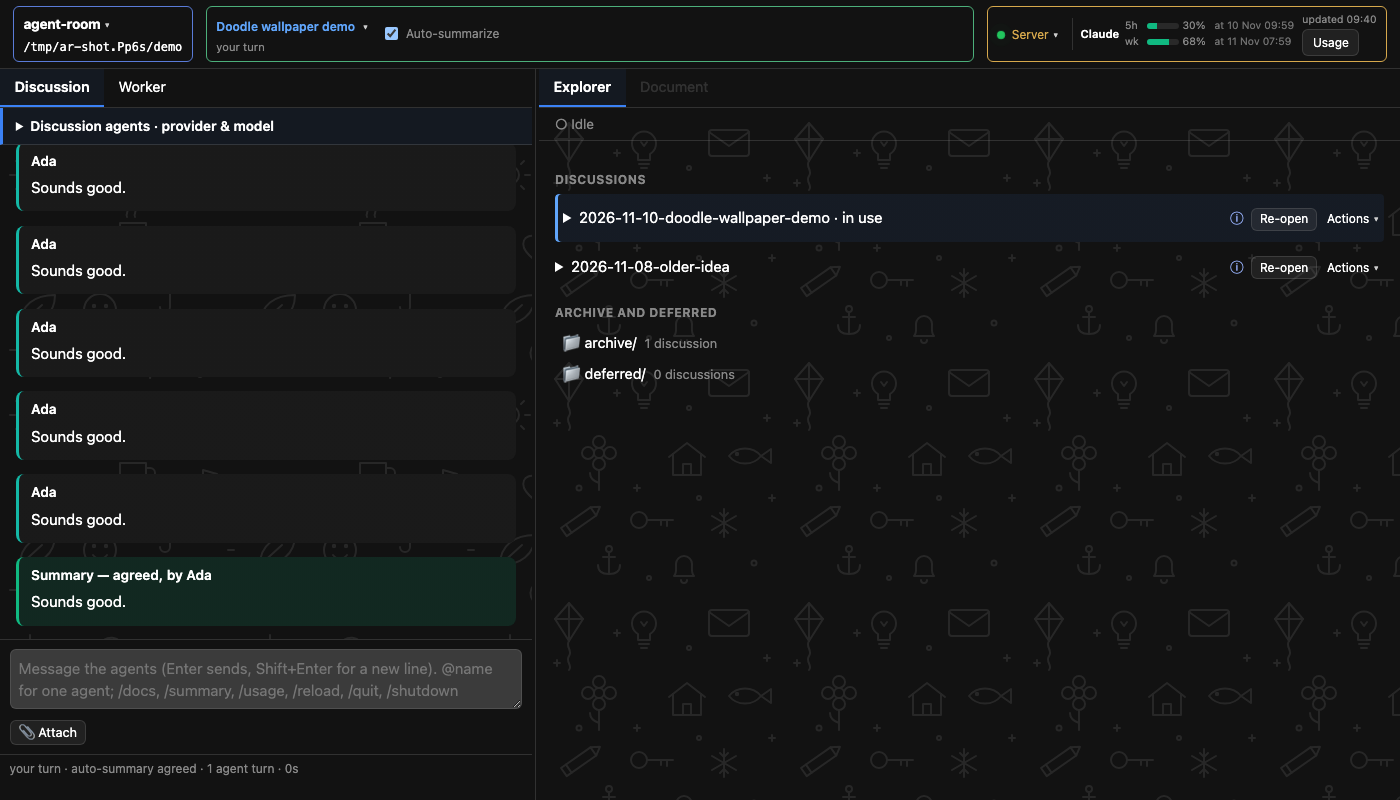 agent-room ▾
/tmp/ar-shot.Pp6s/demo
Doodle wallpaper demo ▾
your turn
Auto-summarize
Server ▾
Claude
5h 30% at 10 Nov 09:59
wk 68% at 11 Nov 07:59
updated 09:40
Usage
Discussion Worker
Discussion agents · provider & model
Ada
Sounds good.
Ada
Sounds good.
Ada
Sounds good.
Ada
Sounds good.
Ada
Sounds good.
Summary — agreed, by Ada
Sounds good.
Message the agents (Enter sends, Shift+Enter for a new line). @name
for one agent; /docs, /summary, /usage, /reload, /quit, /shutdown
Attach
your turn · auto-summary agreed · 1 agent turn · 0s
Explorer Document
Idle
DISCUSSIONS
2026-11-10-doodle-wallpaper-demo · in use ⓘ Re-open Actions ▾
2026-11-08-older-idea ⓘ Re-open Actions ▾
ARCHIVE AND DEFERRED
archive/ 1 discussion
deferred/ 0 discussions